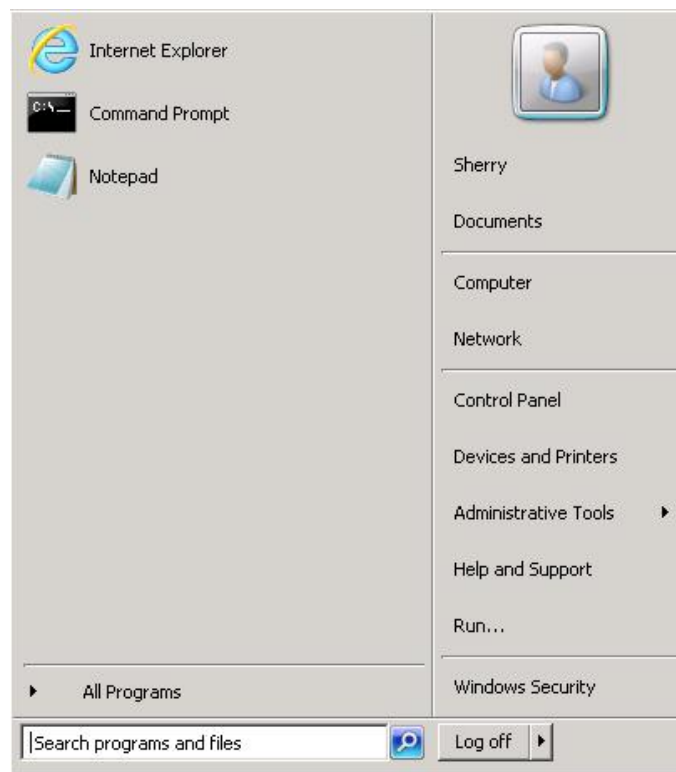 Internet Explorer
C:\
Command Prompt
Notepad
All Programs
Search programs and files
Sherry
Documents
Computer
Network
Control Panel
Devices and Printers
Administrative Tools
Help and Support
Run...
Windows Security
Log off